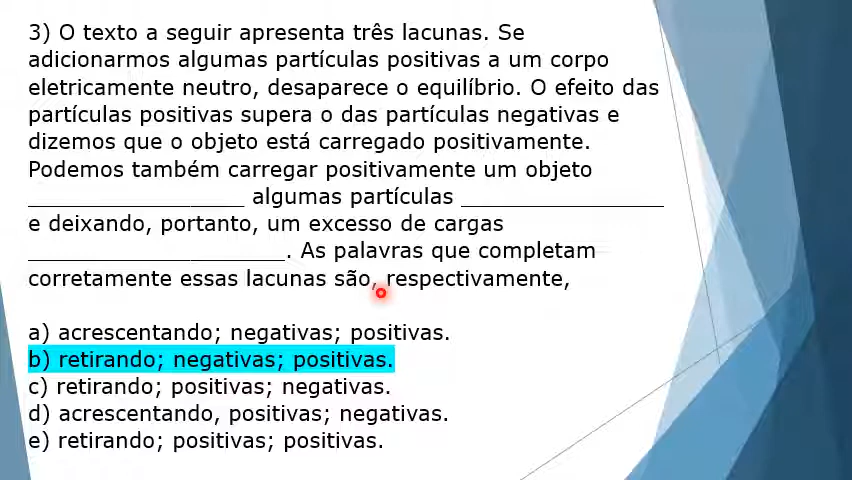 3) O texto a seguir apresenta três lacunas. Se
adicionarmos algumas partículas positivas a um corpo
eletricamente neutro, desaparece o equilíbrio. O efeito das
partículas positivas supera o das partículas negativas e
dizemos que o objeto está carregado positivamente.
Podemos também carregar positivamente um objeto
________________ algumas partículas ________________
e deixando, portanto, um excesso de cargas
____________________. As palavras que completam
corretamente essas lacunas são, respectivamente,
a) acrescentando; negativas; positivas.
b) retirando; negativas; positivas.
c) retirando; positivas; negativas.
d) acrescentando, positivas; negativas.
e) retirando; positivas; positivas.